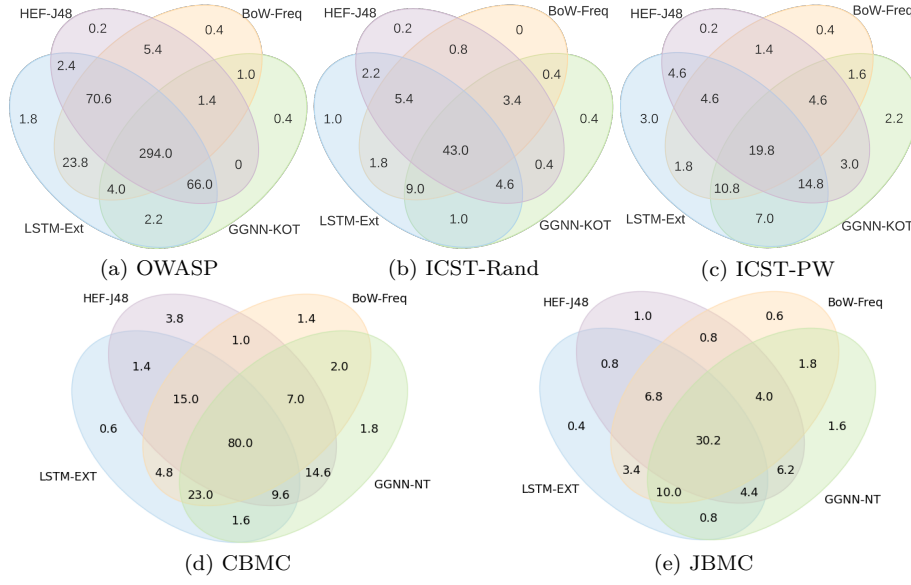 HEF-J48 BoW-Freq HEF-J48 BoW-Freq HEF-J48 BoW-Freq
0.2 0.4 0.2 0 0.2 0.4
5.4 0.8 1.4
2.4 1.0 2.2 0.4 4.6 1.6
70.6 1.4 5.4 3.4 4.6 4.6
1.8 0.4 1.0 0.4 3.0 2.2
294.0 43.0 19.8
23.8 0 1.8 0.4 1.8 3.0
4.0 66.0 9.0 4.6 10.8 14.8
2.2 1.0 7.0
LSTM-Ext GGNN-KOT LSTM-Ext GGNN-KOT LSTM-Ext GGNN-KOT
(a) OWASP (b) ICST-Rand (c) ICST-PW
HEF-J48 BoW-Freq HEF-J48 BoW-Freq
3.8 1.4 1.0 0.6
1.0 0.8
1.4 2.0 0.8 1.8
15.0 7.0 6.8 4.0
0.6 1.8 0.4 1.6
80.0 30.2
4.8 14.6 3.4 6.2
LSTM-EXT GGNN-NT LSTM-EXT GGNN-NT
23.0 9.6 10.0 4.4
1.6 0.8
(d) CBMC (e) JBMC